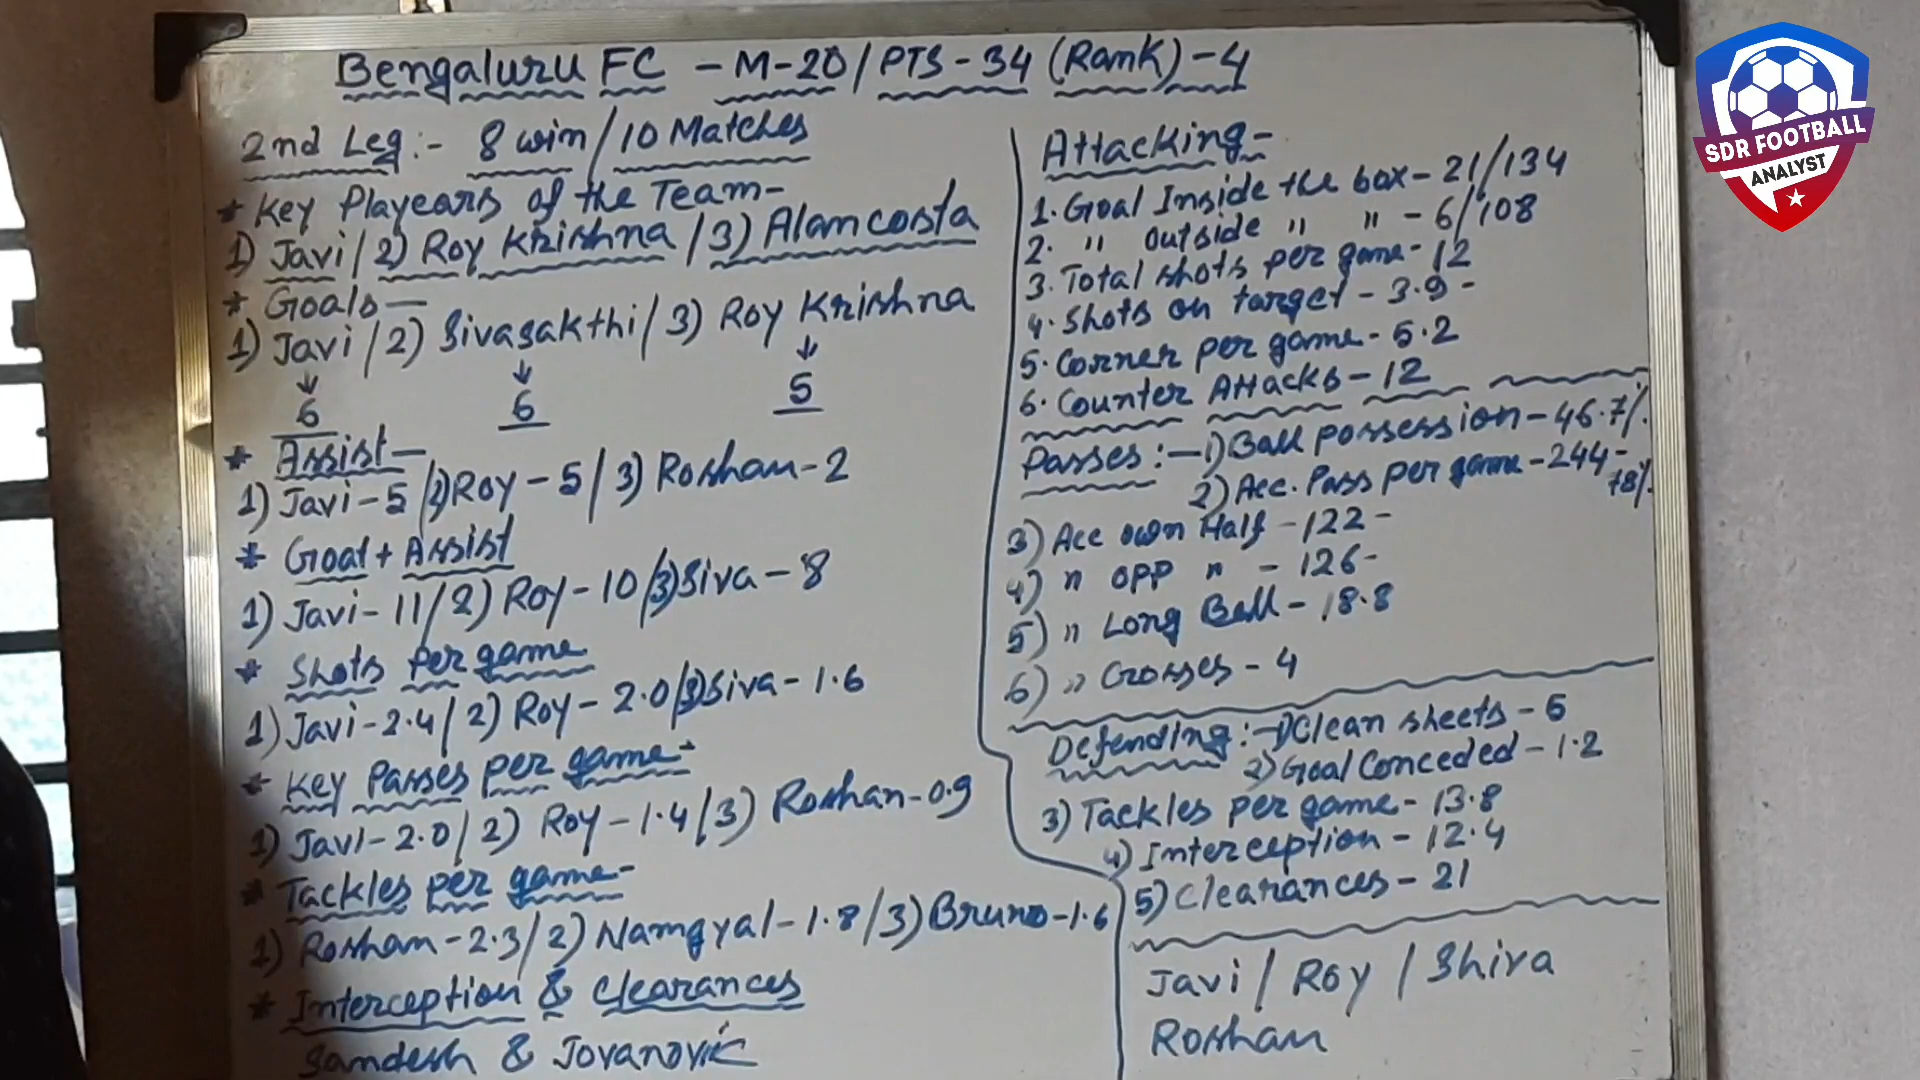 Bengaluru FC - M-20/PTS-34 (Rank)-4
2nd Leg:- 8 win/10 Matches
* Key Playears of the Team-
1) Javi/2) Roy Krishna/3) Alancosta
* Goals-
1) Javi/2) Sivasakthi/3) Roy Krishna
6 6 5
* Assist-
1) Javi-5/2) Roy-5/3) Roshan-2
* Goal + Assist
1) Javi-11/2) Roy-10/3) Siva-8
* Shots per game
1) Javi-2.4/2) Roy-2.0/3) Siva-1.6
* Key Passes per game-
1) Javi-2.0/2) Roy-1.4/3) Roshan-0.9
* Tackles per game-
1) Roshan-2.3/2) Namgyal-1.8/3) Bruno-1.6
* Interception & Clearances
Sandesh & Jovanovic
Attacking-
1. Goal Inside the box-21/134
2. " outside " " -6/108
3. Total shots per game-12
4. Shots on target-3.9-
5. Corner per game-5.2
6. Counter Attacks-12
Passes:-1) Ball possession-46.7%.
2) Acc. Pass per game-244-
78%.
3) Acc own Half-122-
4) " opp " -126-
5) " Long Ball-18.8
6) " Crosses-4
Defending:-1) Clean sheets-5
2) Goal Conceded-1.2
3) Tackles per game-13.8
4) Interception-12.4
5) Clearances-21
Javi/Roy/Shiva
Roshan
SDR FOOTBALL
ANALYST